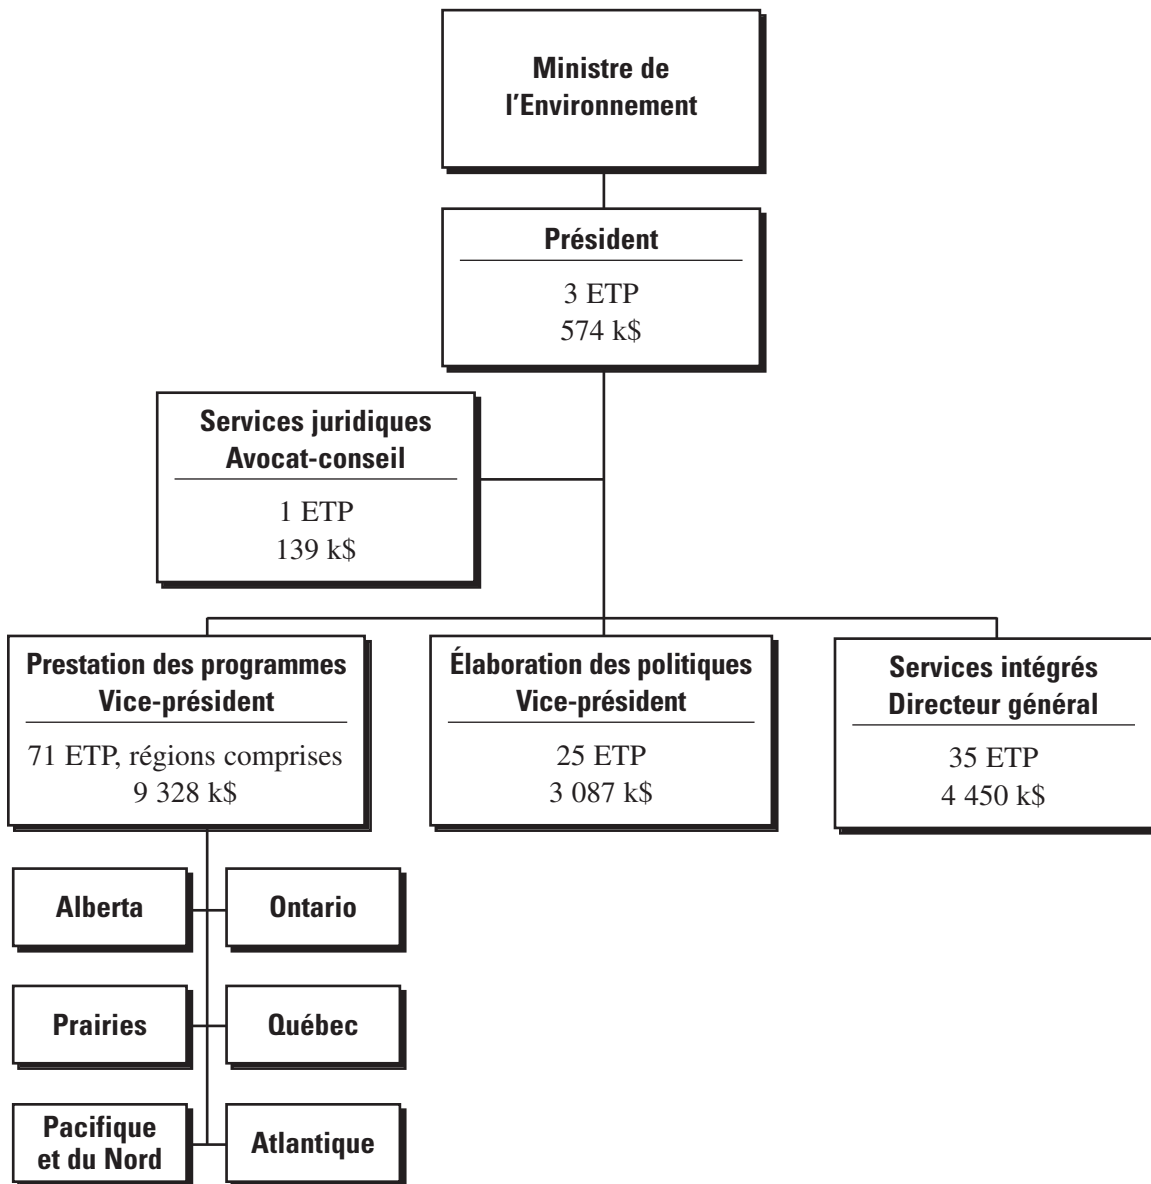 Ministre de
l'Environnement
Président
3 ETP
574 k$
Services juridiques
Avocat-conseil
1 ETP
139 k$
Prestation des programmes
Vice-président
71 ETP, régions comprises
9 328 k$
Élaboration des politiques
Vice-président
25 ETP
3 087 k$
Services intégrés
Directeur général
35 ETP
4 450 k$
Alberta
Ontario
Prairies
Québec
Pacifique
et du Nord
Atlantique